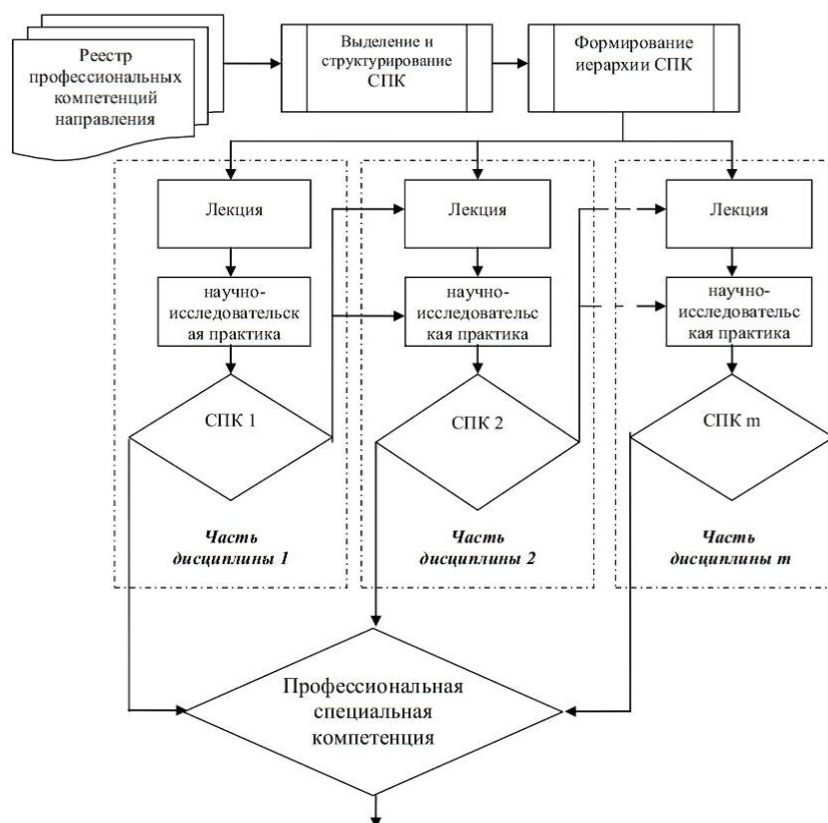 Реестр
профессиональных
компетенций
направления
Выделение и
структурирование
СПК
Формирование
иерархии СПК
Лекция
Лекция
Лекция
научно-
исследовательск
ая практика
научно-
исследовательс
кая практика
научно-
исследовательс
кая практика
СПК 1
СПК 2
СПК m
Часть
дисциплины 1
Часть
дисциплины 2
Часть
дисциплины m
Профессиональная
специальная
компетенция